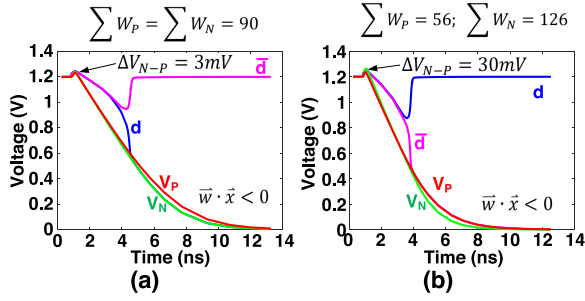 ∑ W_P = ∑ W_N = 90
1.4
1.2
1
0.8
0.6
0.4
0.2
0
Voltage (V)
ΔV_{N−P} = 3mV
d̅
d
V_P
V_N
w⃗ · x⃗ < 0
0 2 4 6 8 10 12 14
Time (ns)
(a)
∑ W_P = 56; ∑ W_N = 126
1.4
1.2
1
0.8
0.6
0.4
0.2
0
Voltage (V)
ΔV_{N−P} = 30mV
d
d̅
V_P
V_N
w⃗ · x⃗ < 0
0 2 4 6 8 10 12 14
Time (ns)
(b)